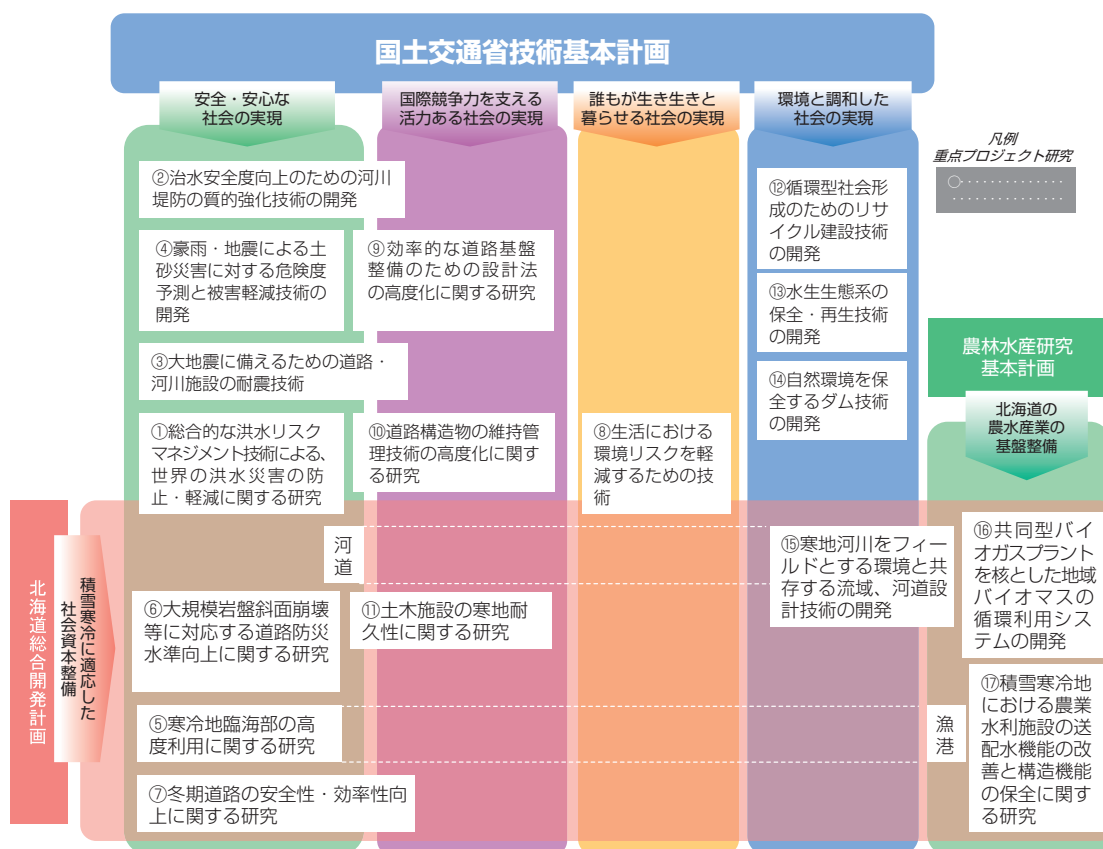 国土交通省技術基本計画
安全・安心な
社会の実現
国際競争力を支える
活力ある社会の実現
誰もが生き生きと
暮らせる社会の実現
環境と調和した
社会の実現
凡例
重点プロジェクト研究
②治水安全度向上のための河川
堤防の質的強化技術の開発
④豪雨・地震による土
砂災害に対する危険度
予測と被害軽減技術の
開発
③大地震に備えるための道路・
河川施設の耐震技術
①総合的な洪水リスク
マネジメント技術による、
世界の洪水災害の防
止・軽減に関する研究
⑨効率的な道路基盤
整備のための設計法
の高度化に関する研究
⑩道路構造物の維持管
理技術の高度化に関す
る研究
⑧生活における
環境リスクを軽
減するための技
術
⑫循環型社会形
成のためのリサ
イクル建設技術
の開発
⑬水生生態系の
保全・再生技術
の開発
⑭自然環境を保
全するダム技術
の開発
農林水産研究
基本計画
北海道の
農水産業の
基盤整備
北海道総合開発計画
積雪寒冷に適応した
社会資本整備
河道
⑥大規模岩盤斜面崩壊
等に対応する道路防災
水準向上に関する研究
⑪土木施設の寒地耐
久性に関する研究
⑮寒地河川をフィー
ルドとする環境と共
存する流域、河道設
計技術の開発
⑯共同型バイ
オガスプラント
を核とした地域
バイオマスの
循環利用シス
テムの開発
⑤寒冷地臨海部の高
度利用に関する研究
漁港
⑰積雪寒冷地
における農業
水利施設の送
配水機能の改
善と構造機能
の保全に関す
る研究
⑦冬期道路の安全性・効率性向
上に関する研究